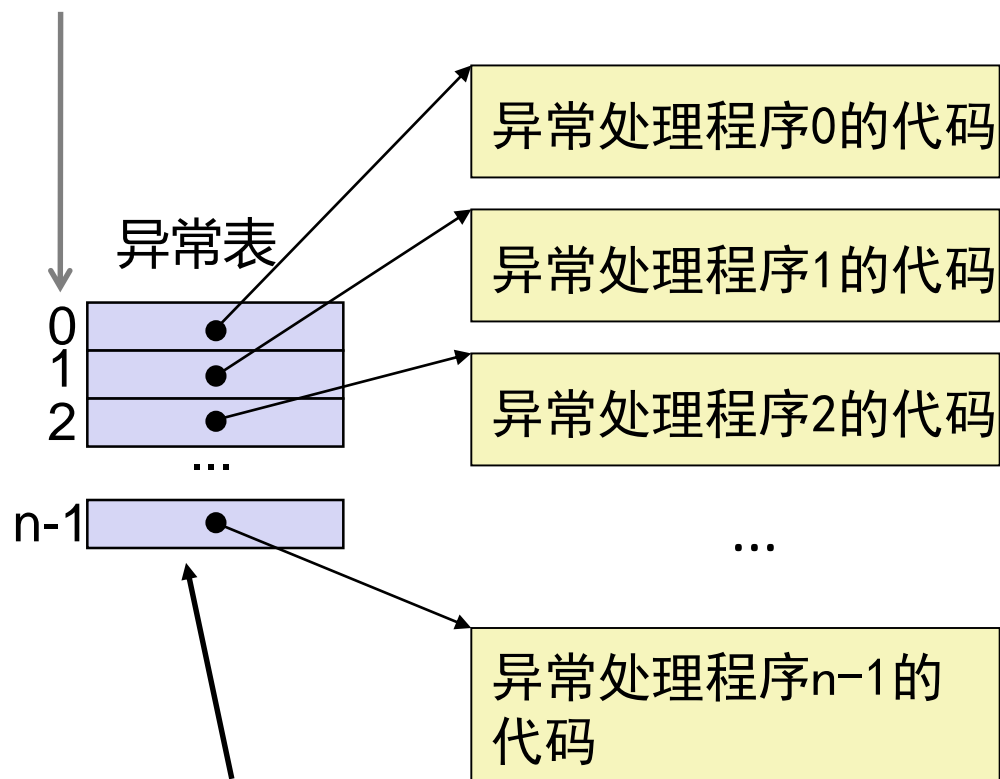 异常处理程序0的代码
异常表
异常处理程序1的代码
0
1
2
异常处理程序2的代码
...
n-1
...
异常处理程序n-1的
代码